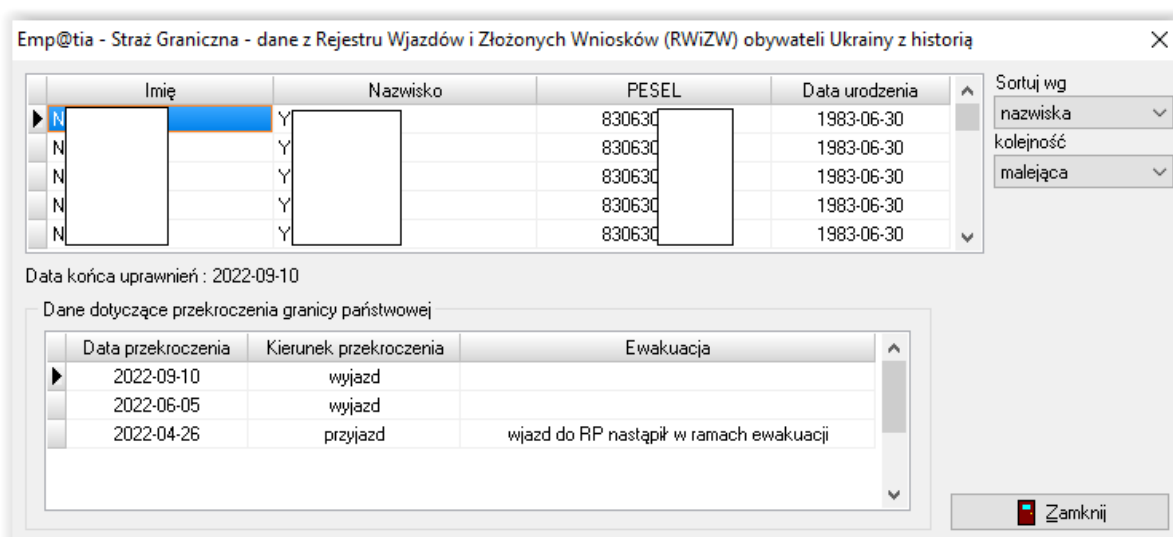 Emp@tia - Straż Graniczna - dane z Rejestru Wjazdów i Złożonych Wniosków (RWiZW) obywateli Ukrainy z historią
Imię Nazwisko PESEL Data urodzenia
N Y 830630 1983-06-30
N Y 830630 1983-06-30
N Y 830630 1983-06-30
N Y 830630 1983-06-30
N Y 830630 1983-06-30
Sortuj wg
nazwiska
kolejność
malejąca
Data końca uprawnień : 2022-09-10
Dane dotyczące przekroczenia granicy państwowej
Data przekroczenia Kierunek przekroczenia Ewakuacja
2022-09-10 wyjazd
2022-06-05 wyjazd
2022-04-26 przyjazd wjazd do RP nastąpił w ramach ewakuacji
Zamknij